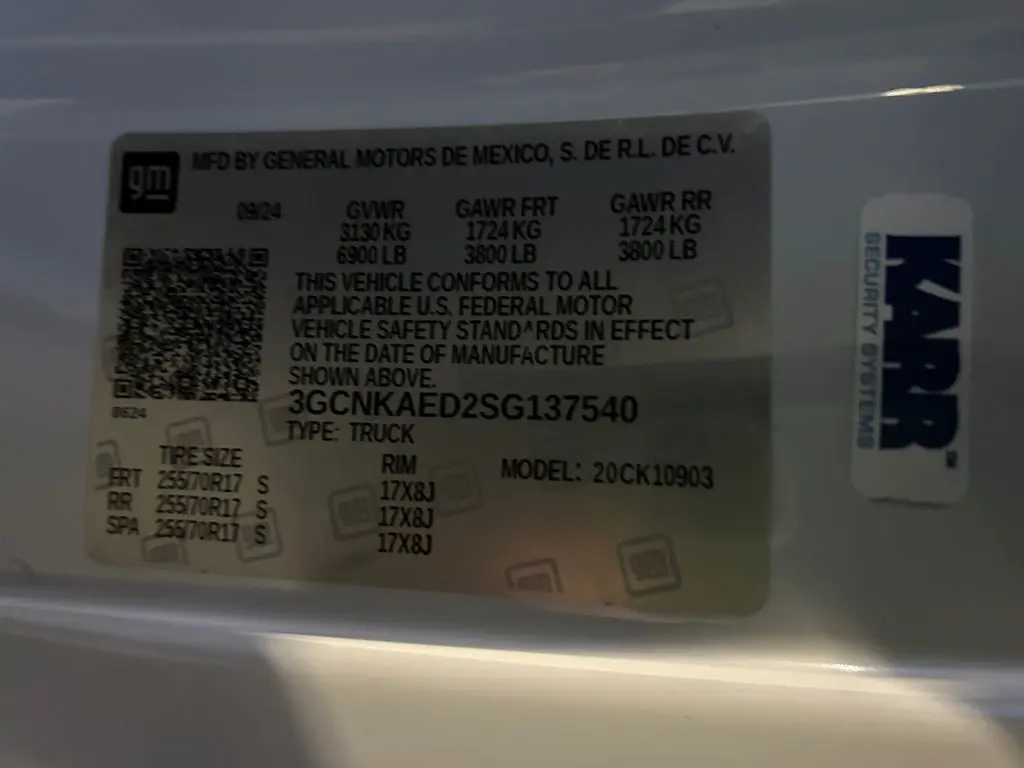 gm
MFD BY GENERAL MOTORS DE MEXICO, S. DE R.L. DE C.V.
09/24 GVWR GAWR FRT GAWR RR
3130 KG 1724 KG 1724 KG
6900 LB 3800 LB 3800 LB
THIS VEHICLE CONFORMS TO ALL
APPLICABLE U.S. FEDERAL MOTOR
VEHICLE SAFETY STANDARDS IN EFFECT
ON THE DATE OF MANUFACTURE
SHOWN ABOVE.
0624
3GCNKAED2SG137540
TYPE: TRUCK
TIRE SIZE RIM MODEL: 20CK10903
FRT 255/70R17 S 17X8J
RR 255/70R17 S 17X8J
SPA 255/70R17 S 17X8J
KARR™
SECURITY SYSTEMS